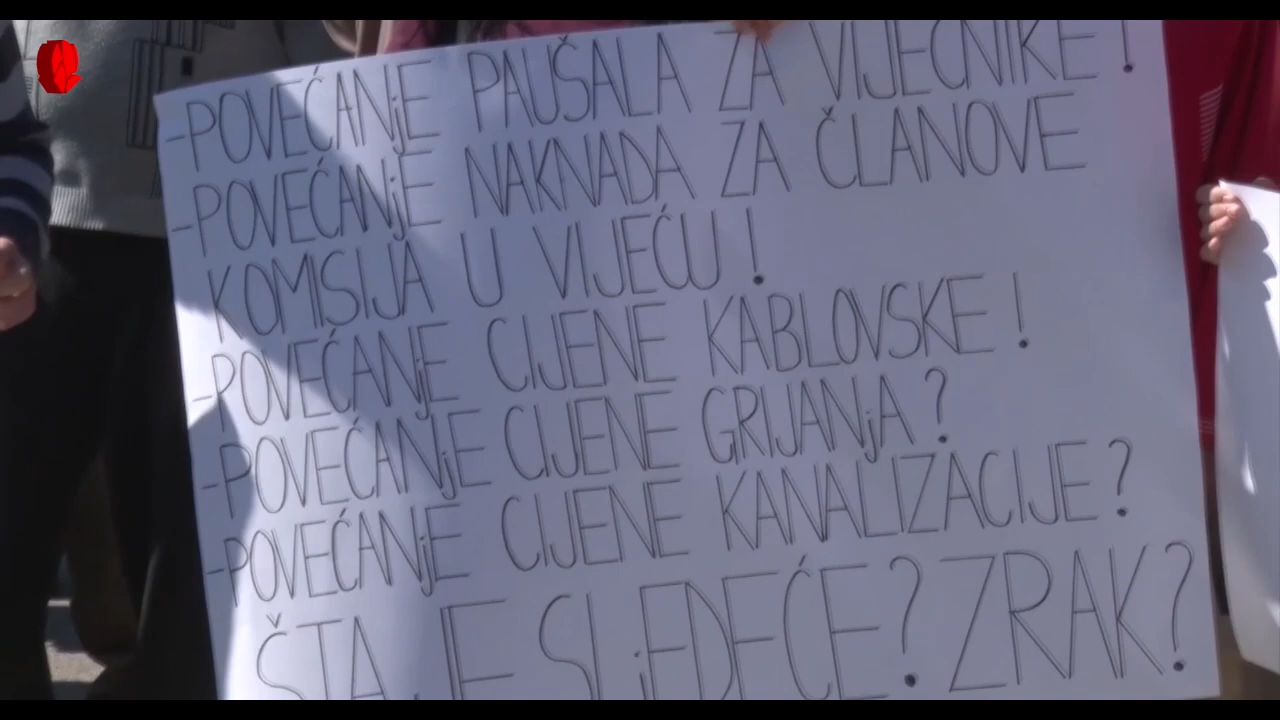 -POVEĆANjE PAUŠALA ZA VIJEĆNIKE!
-POVEĆANjE NAKNADA ZA ČLANOVE
KOMISIJA U VIJEĆU!
-POVEĆANjE CIJENE KABLOVSKE!
-POVEĆANjE CIJENE GRIJANjA?
-POVEĆANjE CIJENE KANALIZACIJE?
ŠTA JE SLjEDEĆE? ZRAK?